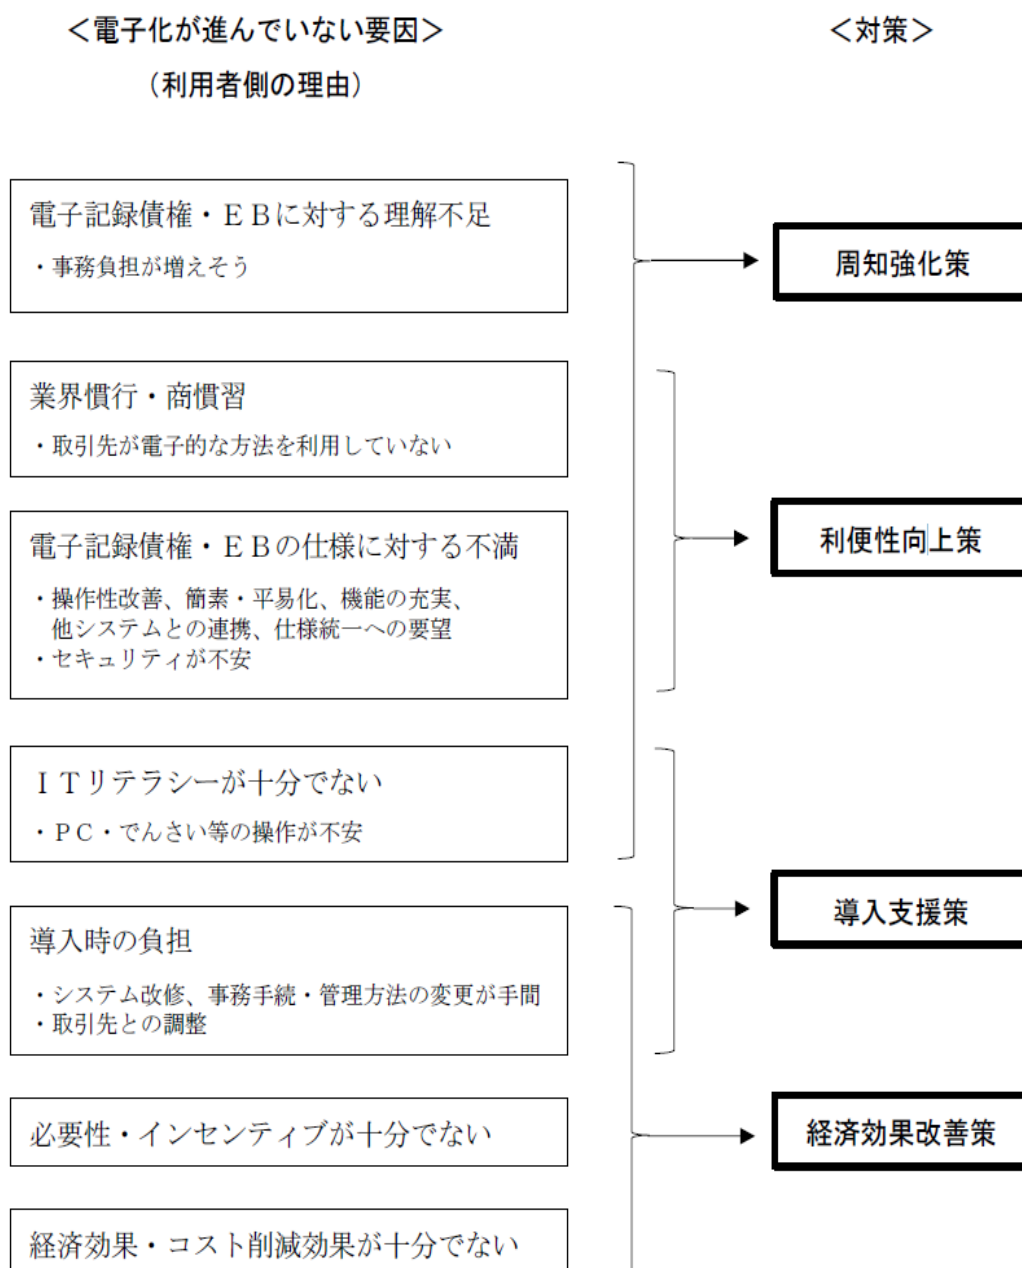 ＜電子化が進んでいない要因＞
（利用者側の理由）
＜対策＞
電子記録債権・ＥＢに対する理解不足
・事務負担が増えそう
周知強化策
業界慣行・商慣習
・取引先が電子的な方法を利用していない
電子記録債権・ＥＢの仕様に対する不満
・操作性改善、簡素・平易化、機能の充実、
他システムとの連携、仕様統一への要望
・セキュリティが不安
利便性向上策
ＩＴリテラシーが十分でない
・ＰＣ・でんさい等の操作が不安
導入時の負担
・システム改修、事務手続・管理方法の変更が手間
・取引先との調整
導入支援策
必要性・インセンティブが十分でない
経済効果改善策
経済効果・コスト削減効果が十分でない